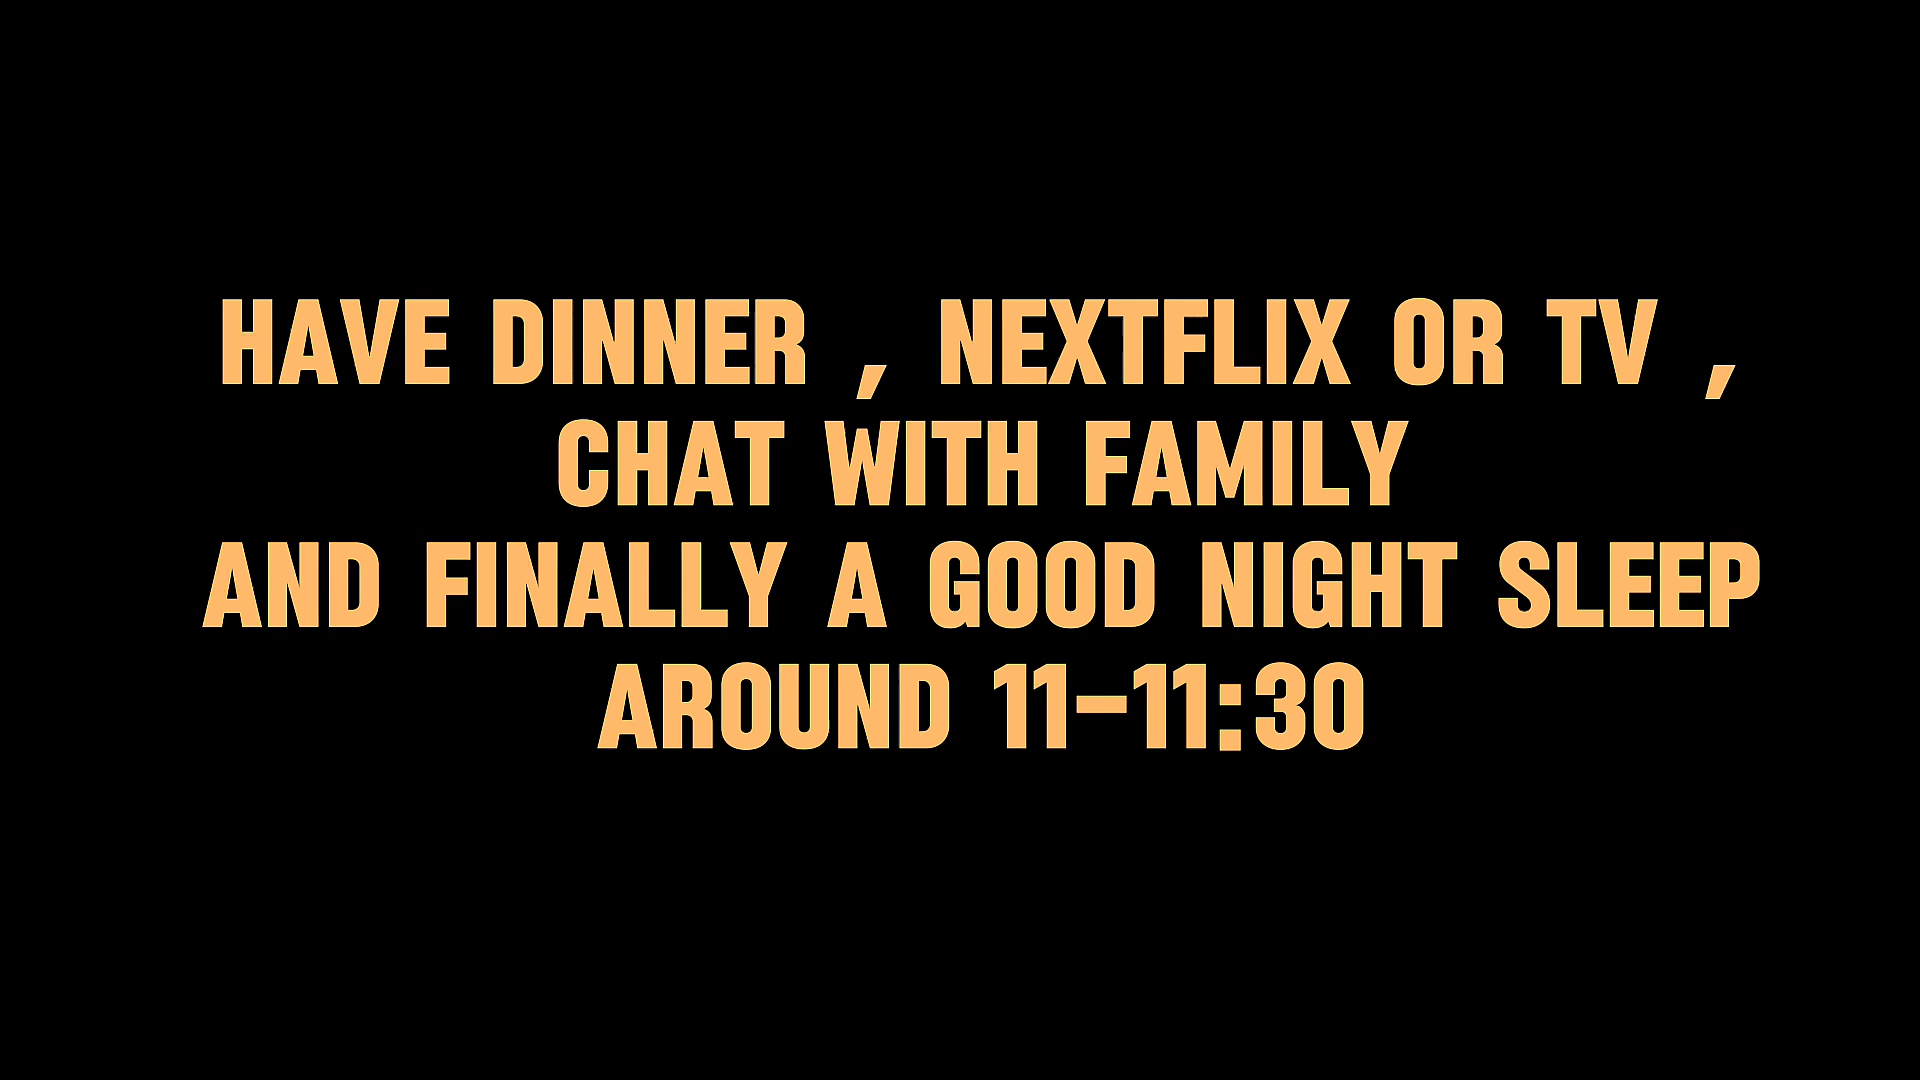 HAVE DINNER , NEXTFLIX OR TV ,
CHAT WITH FAMILY
AND FINALLY A GOOD NIGHT SLEEP
AROUND 11-11:30